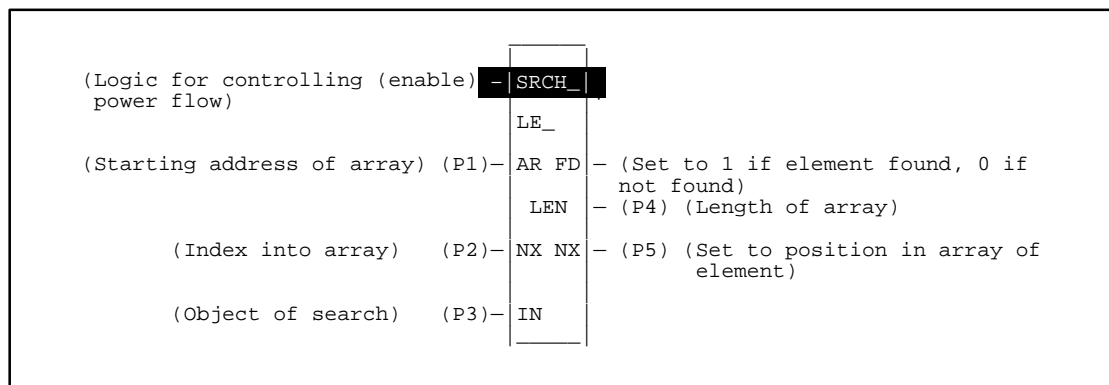 (Logic for controlling (enable) –|SRCH_|
power flow)
LE_
(Starting address of array) (P1)– AR FD – (Set to 1 if element found, 0 if
not found)
LEN – (P4) (Length of array)
(Index into array) (P2)– NX NX – (P5) (Set to position in array of
element)
(Object of search) (P3)– IN